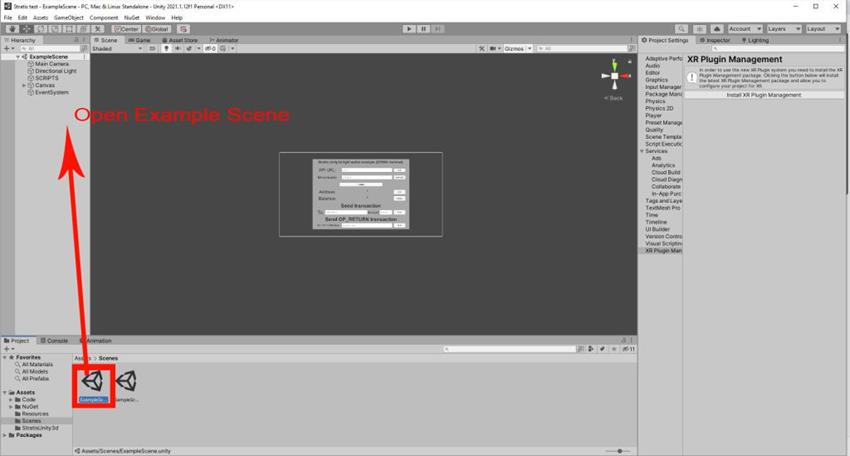 Stratis test - ExampleScene - PC, Mac & Linux Standalone - Unity 2021.1.12f1 Personal <DX11>
File Edit Assets GameObject Component NuGet Window Help
Center Global Account Layers Layout
Hierarchy
All
ExampleScene
Main Camera
Directional Light
SCRIPTS
Canvas
EventSystem
Scene Game Asset Store Animator
Shaded 2D Gizmos All
< Back
Open Example Scene
API URL:
Address:
Balance:
Send transaction
To:
Send OP_RETURN transaction
Project Settings Inspector Lighting
Adaptive Perfo
Audio
Editor
Graphics
Input Manager
Package Mana
Physics
Physics 2D
Player
Preset Manage
Quality
Scene Templa
Script Executio
Services
Ads
Analytics
Cloud Build
Cloud Diagn
Collaborate
In-App Purc
Tags and Laye
TextMesh Pro
Time
Timeline
UI Builder
Version Contro
Visual Scripting
XR Plugin Man
XR Plugin Management
In order to use the new XR Plugin system you need to install the XR
Plugin Management package. Clicking the button below will install
the latest XR Plugin Management package and allow you to
configure your project for XR.
Install XR Plugin Management
Project Console Animation
11
Favorites
All Materials
All Models
All Prefabs
Assets
Code
NuGet
Resources
Scenes
StratisUnity3d
Packages
Assets > Scenes
ExampleSc... ExampleSc...
Assets/Scenes/ExampleScene.unity